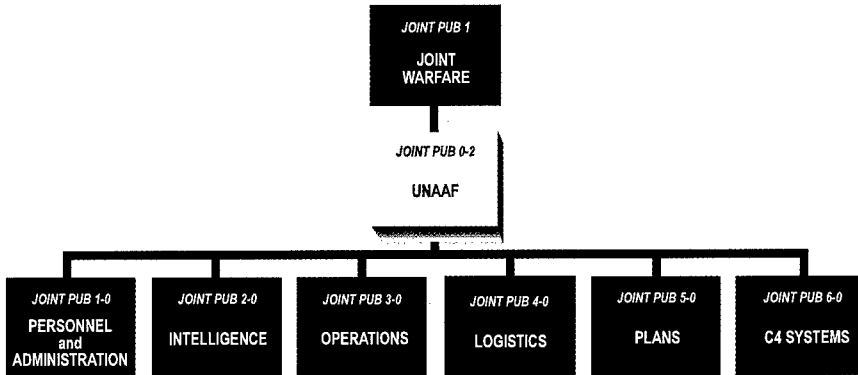 JOINT PUB 1
JOINT
WARFARE
JOINT PUB 0-2
UNAAF
JOINT PUB 1-0
PERSONNEL
and
ADMINISTRATION
JOINT PUB 2-0
INTELLIGENCE
JOINT PUB 3-0
OPERATIONS
JOINT PUB 4-0
LOGISTICS
JOINT PUB 5-0
PLANS
JOINT PUB 6-0
C4 SYSTEMS